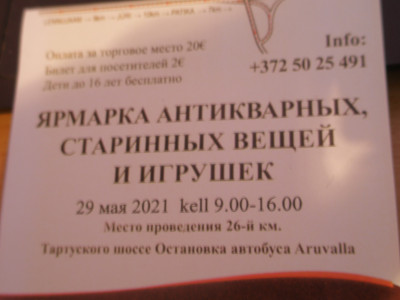 Оплата за торговое место 20€
Билет для посетителей 2€
Дети до 16 лет бесплатно
Info:
+372 50 25 491
ЯРМАРКА АНТИКВАРНЫХ,
СТАРИННЫХ ВЕЩЕЙ
И ИГРУШЕК
29 мая 2021 kell 9.00-16.00
Место проведения 26-й км.
Тартуского шоссе Остановка автобуса Aruvalla